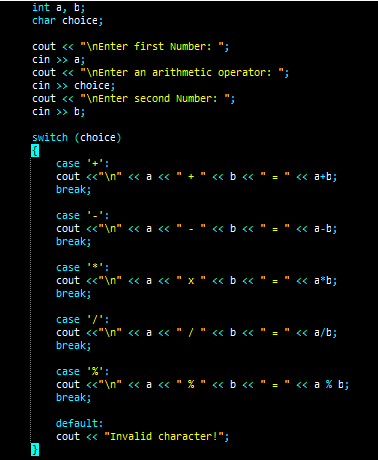 int a, b;
char choice;
cout << "\nEnter first Number: ";
cin >> a;
cout << "\nEnter an arithmetic operator: ";
cin >> choice;
cout << "\nEnter second Number: ";
cin >> b;
switch (choice)
{
case '+':
cout <<"\n" << a << " + " << b << " = " << a+b;
break;
case '-':
cout <<"\n" << a << " - " << b << " = " << a-b;
break;
case '*':
cout <<"\n" << a << " x " << b << " = " << a*b;
break;
case '/':
cout <<"\n" << a << " / " << b << " = " << a/b;
break;
case '%':
cout <<"\n" << a << " % " << b << " = " << a % b;
break;
default:
cout << "Invalid character!";
}